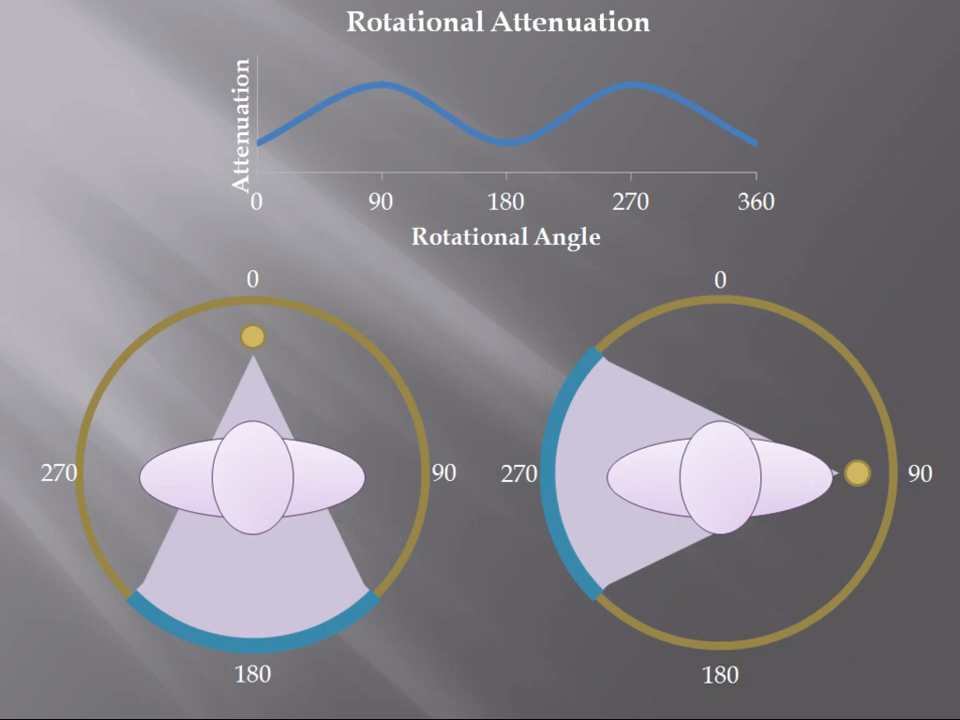 Rotational Attenuation
Attenuation
0 90 180 270 360
Rotational Angle
0 0
270 90 270 90
180 180